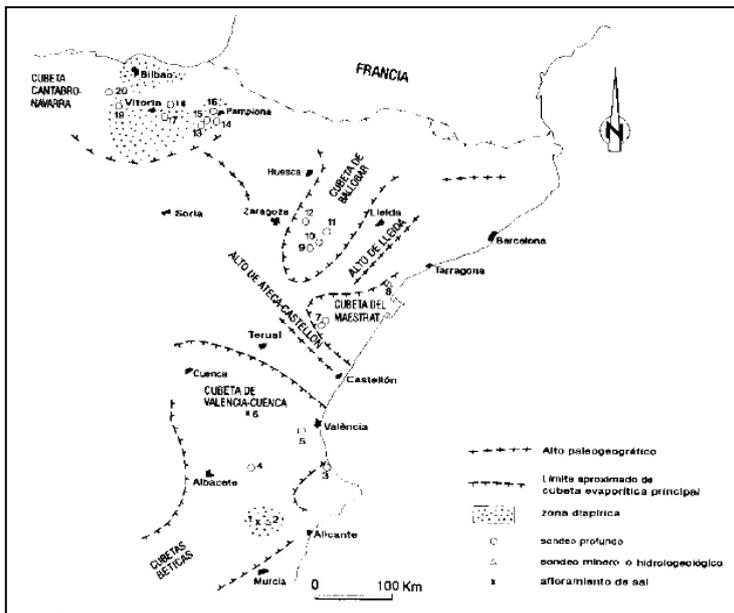 FRANCIA
CUBETA
CANTABRO-
NAVARRA
Bilbao
20
19
Vitoria
18
17
16
15
14
13
Pamplona
Huesca
CUBETA DE
BALLOBAR
Soria
Zaragoza
12
11
10
9
Lleida
ALTO DE LLEIDA
Barcelona
Tarragona
ALTO DE ATECA-CASTELLÓN
8
CUBETA DEL
MAESTRAT
7
Teruel
Cuenca
Castellón
CUBETA DE
VALENCIA-CUENCA
6
València
5
4
3
Albacete
1
2
Alicante
CUBETAS
BÉTICAS
Murcia
0 100 Km
N
Alto paleogeográfico
Límite aproximado de
cubeta evaporítica principal
zona diapírica
sondeo profundo
sondeo minero o hidrologeológico
afloramiento de sal